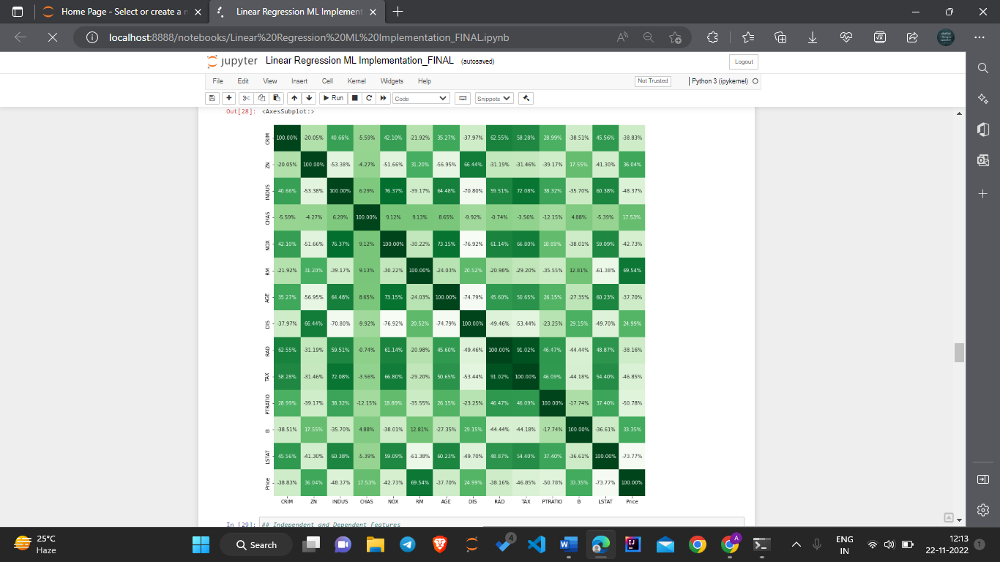 Home Page - Select or create a n
Linear Regression ML Implement
localhost:8888/notebooks/Linear%20Regression%20ML%20Implementation_FINAL.ipynb
jupyter Linear Regression ML Implementation_FINAL (autosaved)
Logout
File Edit View Insert Cell Kernel Widgets Help
Not Trusted
Python 3 (ipykernel)
Run Code Snippets
Out[28]: <AxesSubplot:>
CRIM 100.00% -20.05% 40.66% -5.59% 42.10% -21.92% 35.27% -37.97% 62.55% 58.28% 28.99% -38.51% 45.56% -38.83%
ZN -20.05% 100.00% -53.38% -4.27% -51.66% 31.20% -56.95% 66.44% -31.19% -31.46% -39.17% 17.55% -41.30% 36.04%
INDUS 40.66% -53.38% 100.00% 6.29% 76.37% -39.17% 64.48% -70.80% 59.51% 72.08% 38.32% -35.70% 60.38% -48.37%
CHAS -5.59% -4.27% 6.29% 100.00% 9.12% 9.13% 8.65% -9.92% -0.74% -3.56% -12.15% 4.88% -5.39% 17.53%
NOX 42.10% -51.66% 76.37% 9.12% 100.00% -30.22% 73.15% -76.92% 61.14% 66.80% 18.89% -38.01% 59.09% -42.73%
RM -21.92% 31.20% -39.17% 9.13% -30.22% 100.00% -24.03% 20.52% -20.98% -29.20% -35.55% 12.81% -61.38% 69.54%
AGE 35.27% -56.95% 64.48% 8.65% 73.15% -24.03% 100.00% -74.79% 45.60% 50.65% 26.15% -27.35% 60.23% -37.70%
DIS -37.97% 66.44% -70.80% -9.92% -76.92% 20.52% -74.79% 100.00% -49.46% -53.44% -23.25% 29.15% -49.70% 24.99%
RAD 62.55% -31.19% 59.51% -0.74% 61.14% -20.98% 45.60% -49.46% 100.00% 91.02% 46.47% -44.44% 48.87% -38.16%
TAX 58.28% -31.46% 72.08% -3.56% 66.80% -29.20% 50.65% -53.44% 91.02% 100.00% 46.09% -44.18% 54.40% -46.85%
PTRATIO 28.99% -39.17% 38.32% -12.15% 18.89% -35.55% 26.15% -23.25% 46.47% 46.09% 100.00% -17.74% 37.40% -50.78%
B -38.51% 17.55% -35.70% 4.88% -38.01% 12.81% -27.35% 29.15% -44.44% -44.18% -17.74% 100.00% -36.61% 33.35%
LSTAT 45.56% -41.30% 60.38% -5.39% 59.09% -61.38% 60.23% -49.70% 48.87% 54.40% 37.40% -36.61% 100.00% -73.77%
Price -38.83% 36.04% -48.37% 17.53% -42.73% 69.54% -37.70% 24.99% -38.16% -46.85% -50.78% 33.35% -73.77% 100.00%
CRIM ZN INDUS CHAS NOX RM AGE DIS RAD TAX PTRATIO B LSTAT Price
In [29]: ## Independent and Dependent Features
25°C
Haze
Search
4
A
ENG
IN
12:13
22-11-2022
1